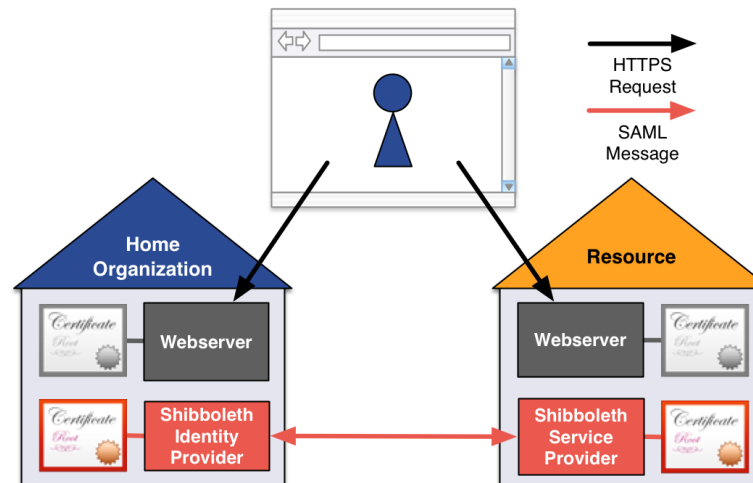 HTTPS
Request
SAML
Message
Home
Organization
Resource
Certificate
Root
Webserver
Webserver
Certificate
Root
Certificate
Root
Shibboleth
Identity
Provider
Shibboleth
Service
Provider
Certificate
Root